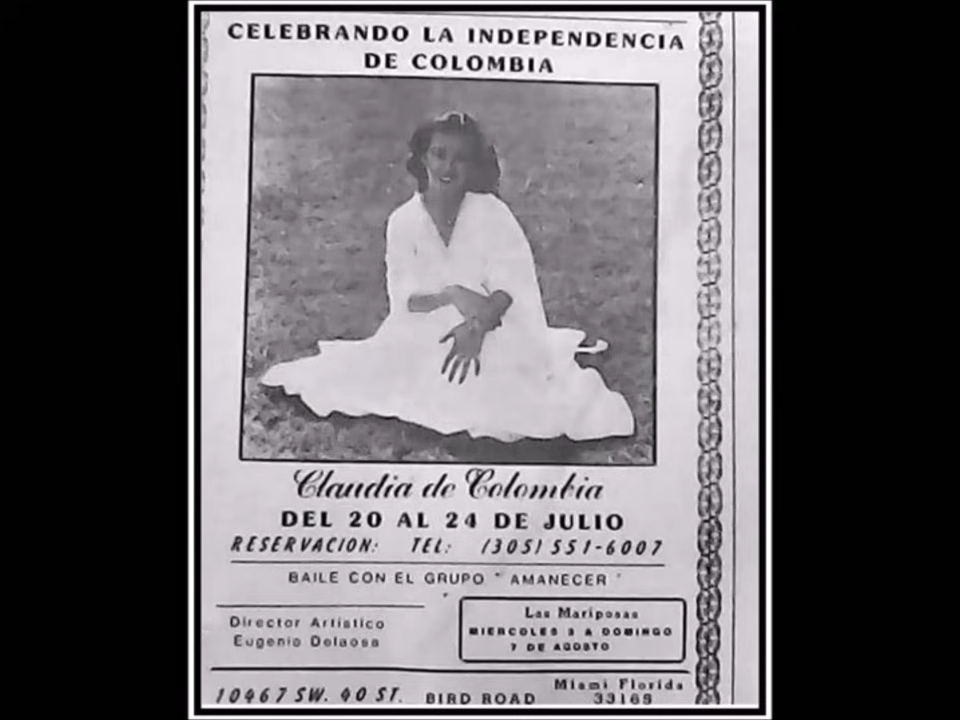 CELEBRANDO LA INDEPENDENCIA
DE COLOMBIA
Claudia de Colombia
DEL 20 AL 24 DE JULIO
RESERVACION: TEL: (305) 551-6007
BAILE CON EL GRUPO " AMANECER "
Director Artistico
Eugenio Delaosa
Las Mariposas
MIERCOLES 3 A DOMINGO
7 DE AGOSTO
10467 SW. 40 ST. BIRD ROAD
Miami Florida
33165